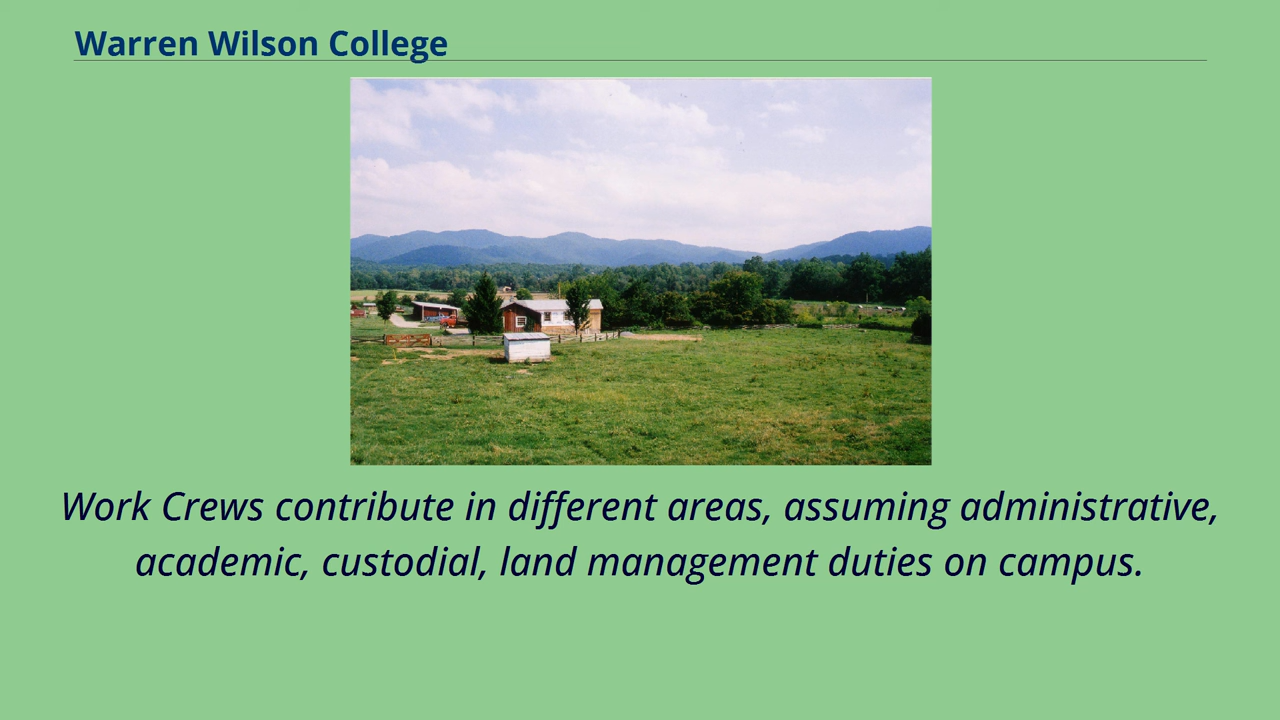 Warren Wilson College
Work Crews contribute in different areas, assuming administrative,
academic, custodial, land management duties on campus.